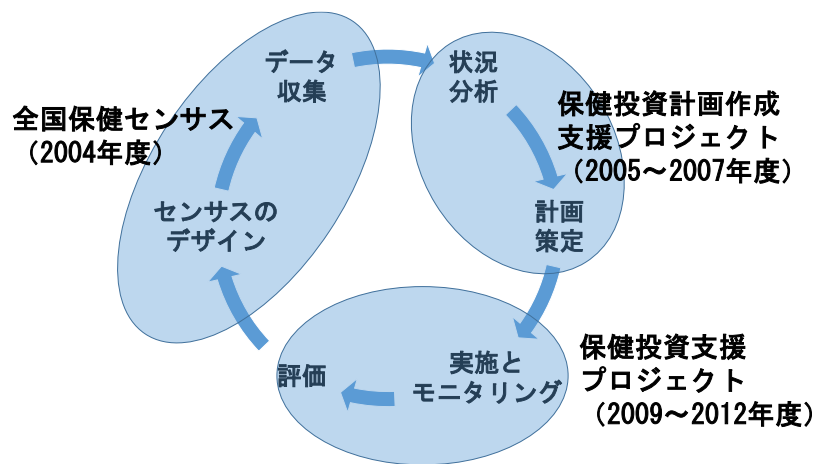 データ
収集
状況
分析
全国保健センサス
（2004年度）
保健投資計画作成
支援プロジェクト
（2005～2007年度）
センサスの
デザイン
計画
策定
評価
実施と
モニタリング
保健投資支援
プロジェクト
（2009～2012年度）